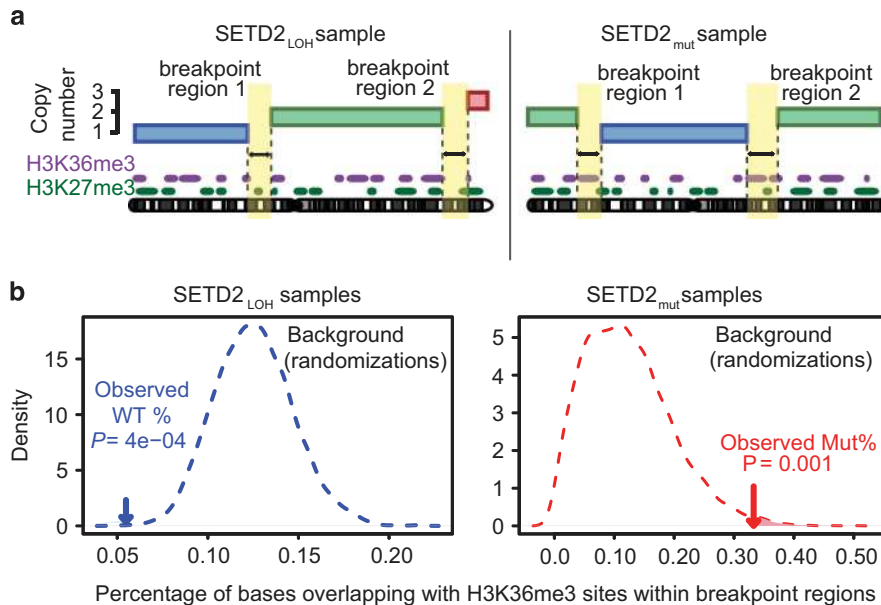 a
SETD2LOH sample
SETD2mut sample
breakpoint region 1
breakpoint region 2
breakpoint region 1
breakpoint region 2
Copy number
3
2
1
H3K36me3
H3K27me3
b
SETD2LOH samples
SETD2mut samples
Density
15
10
5
0
Background
(randomizations)
Observed
WT %
P= 4e−04
0.05 0.10 0.15 0.20
5
4
3
2
1
0
Background
(randomizations)
Observed Mut%
P = 0.001
0.0 0.10 0.20 0.30 0.40 0.50
Percentage of bases overlapping with H3K36me3 sites within breakpoint regions